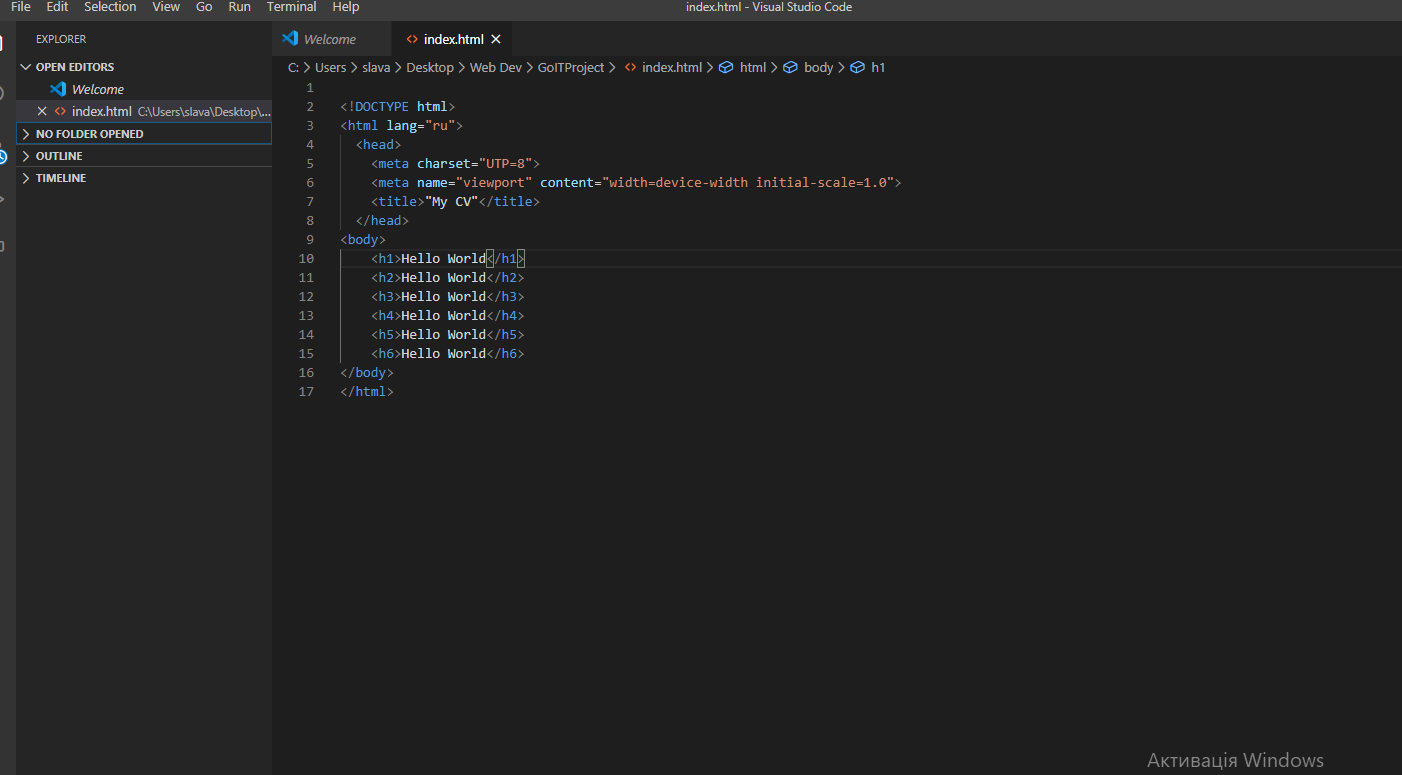 File Edit Selection View Go Run Terminal Help index.html - Visual Studio Code
EXPLORER
OPEN EDITORS
Welcome
index.html C:\Users\slava\Desktop\...
NO FOLDER OPENED
OUTLINE
TIMELINE
Welcome index.html
C: > Users > slava > Desktop > Web Dev > GoITProject > index.html > html > body > h1
1
2 <!DOCTYPE html>
3 <html lang="ru">
4 <head>
5 <meta charset="UTP=8">
6 <meta name="viewport" content="width=device-width initial-scale=1.0">
7 <title>"My CV"</title>
8 </head>
9 <body>
10 <h1>Hello World</h1>
11 <h2>Hello World</h2>
12 <h3>Hello World</h3>
13 <h4>Hello World</h4>
14 <h5>Hello World</h5>
15 <h6>Hello World</h6>
16 </body>
17 </html>
Активація Windows